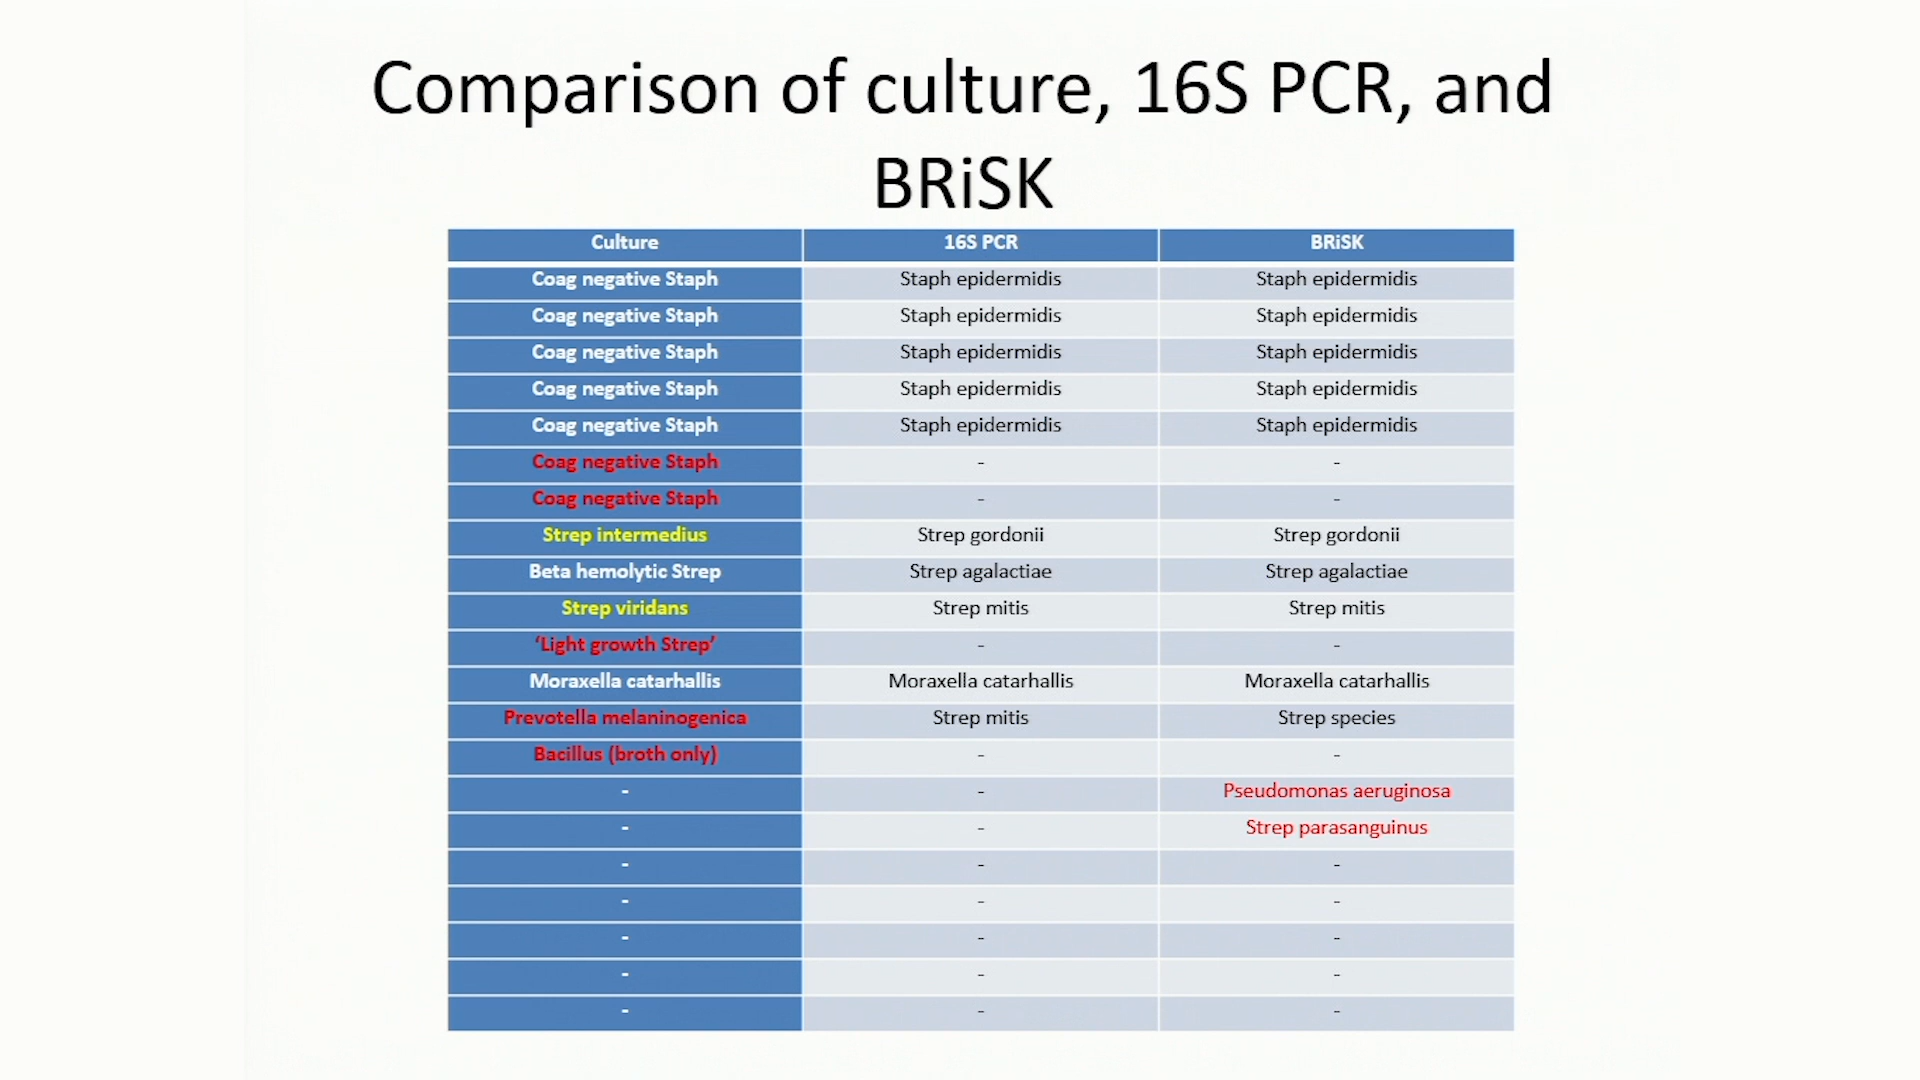 Comparison of culture, 16S PCR, and
BRiSK
Culture 16S PCR BRiSK
Coag negative Staph Staph epidermidis Staph epidermidis
Coag negative Staph Staph epidermidis Staph epidermidis
Coag negative Staph Staph epidermidis Staph epidermidis
Coag negative Staph Staph epidermidis Staph epidermidis
Coag negative Staph Staph epidermidis Staph epidermidis
Coag negative Staph - -
Coag negative Staph - -
Strep intermedius Strep gordonii Strep gordonii
Beta hemolytic Strep Strep agalactiae Strep agalactiae
Strep viridans Strep mitis Strep mitis
‘Light growth Strep’ - -
Moraxella catarhallis Moraxella catarhallis Moraxella catarhallis
Prevotella melaninogenica Strep mitis Strep species
Bacillus (broth only) - -
- - Pseudomonas aeruginosa
- - Strep parasanguinus
- - -
- - -
- - -
- - -
- - -